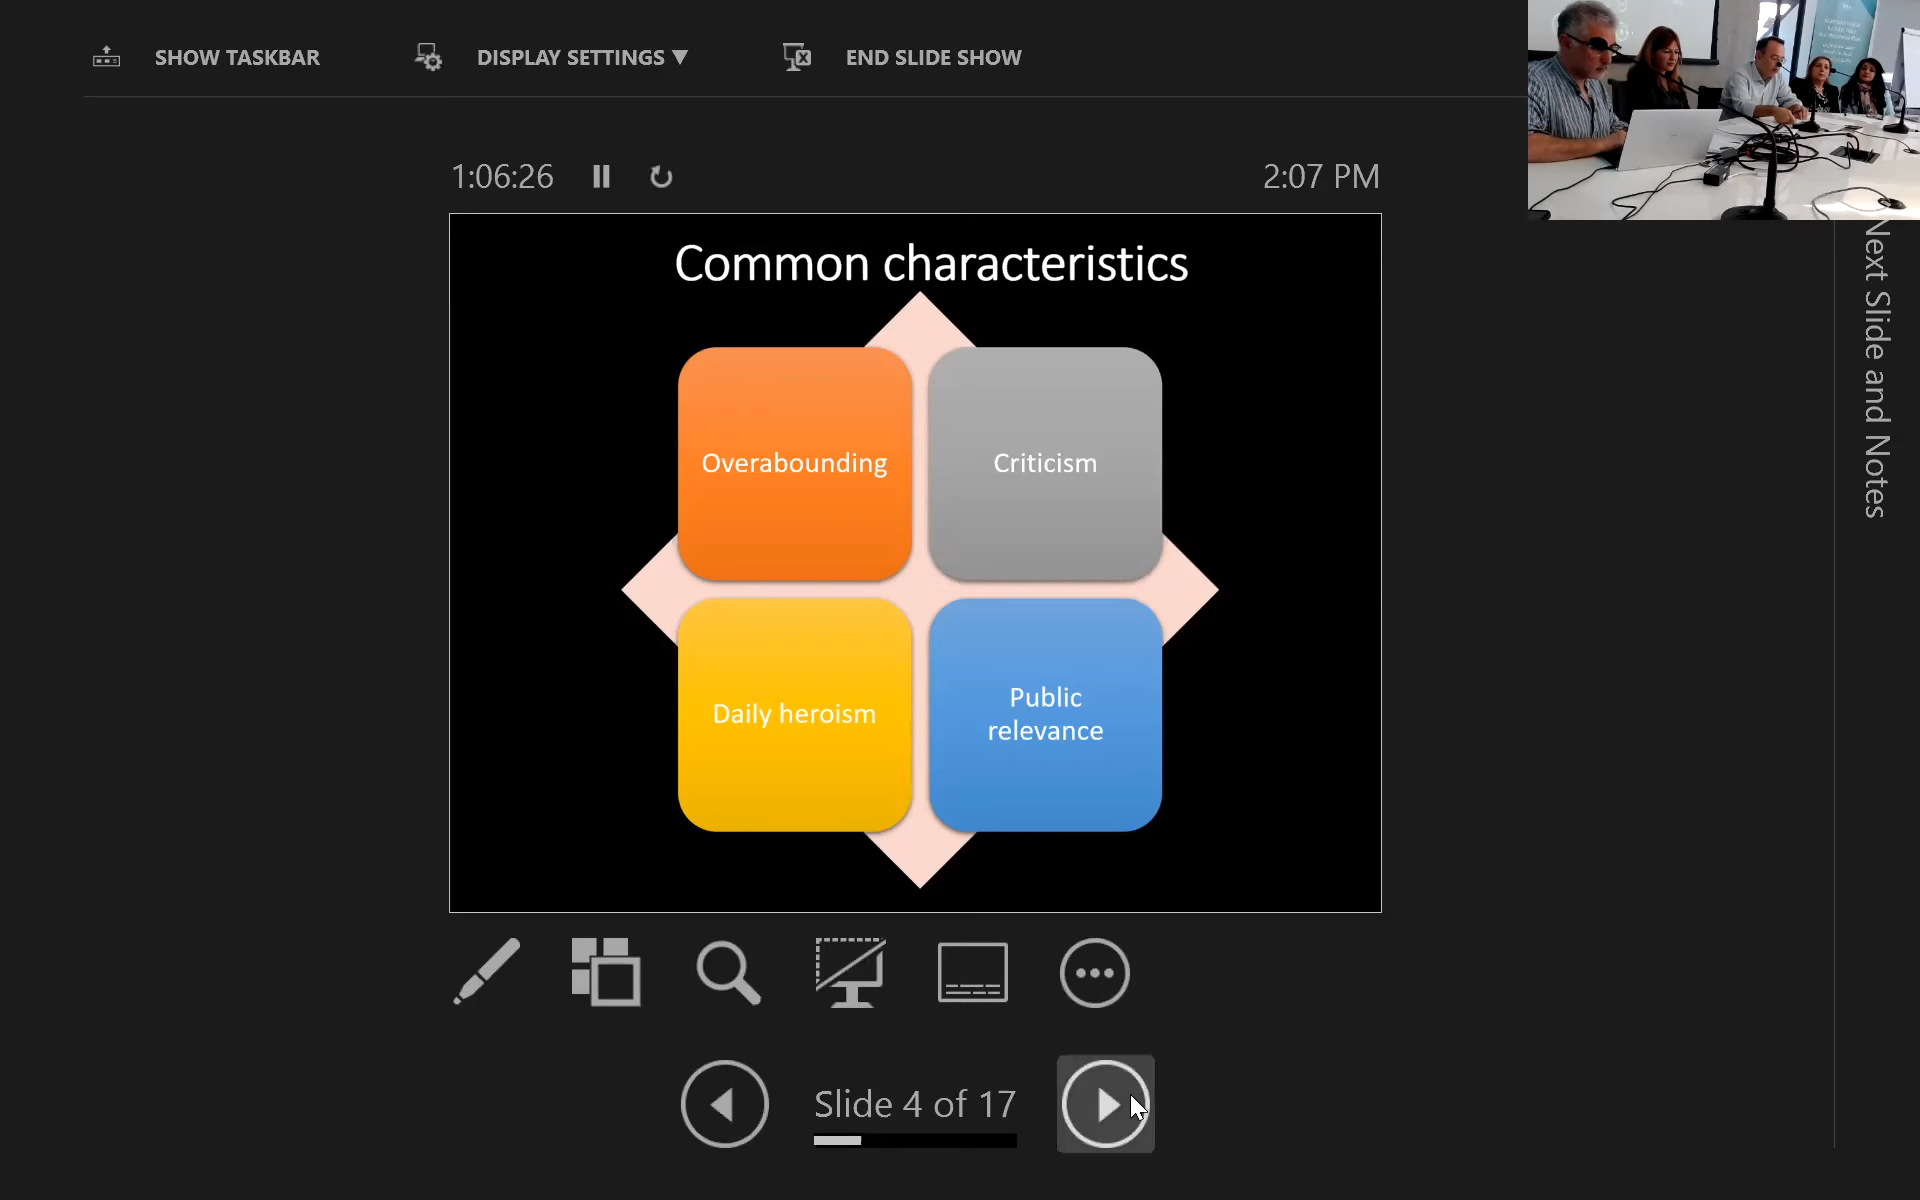 SHOW TASKBAR
DISPLAY SETTINGS ▼
END SLIDE SHOW
1:06:26
2:07 PM
Common characteristics
Overabounding
Criticism
Daily heroism
Public
relevance
Next Slide and Notes
Slide 4 of 17